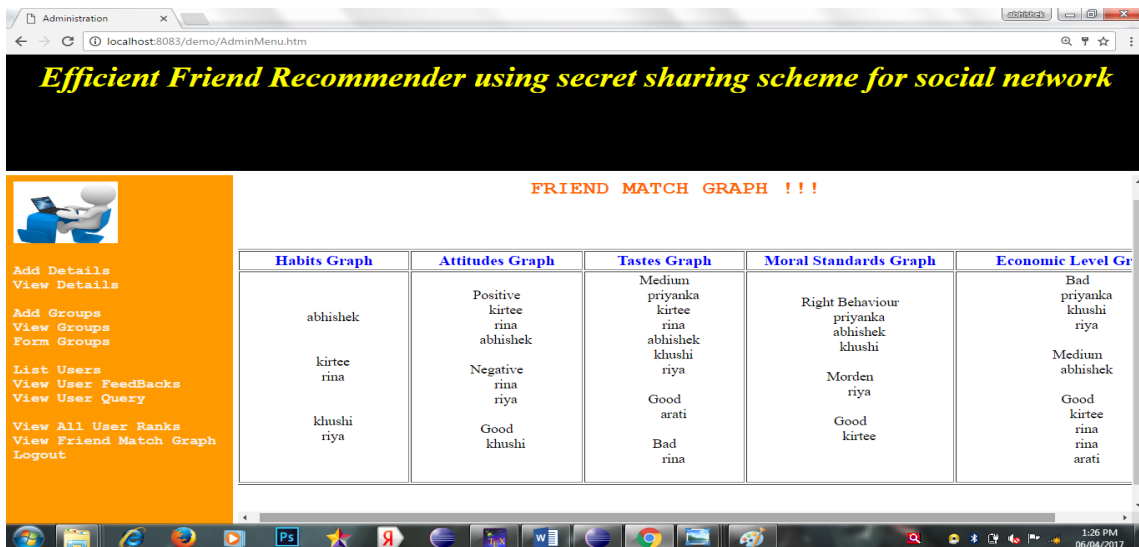 Administration
abhishek
localhost:8083/demo/AdminMenu.htm
Efficient Friend Recommender using secret sharing scheme for social network
FRIEND MATCH GRAPH !!!
Add Details
View Details
Add Groups
View Groups
Form Groups
List Users
View User FeedBacks
View User Query
View All User Ranks
View Friend Match Graph
Logout
Habits Graph
abhishek
kirtee
rina
khushi
riya
Attitudes Graph
Positive
kirtee
rina
abhishek
Negative
rina
riya
Good
khushi
Tastes Graph
Medium
priyanka
kirtee
rina
abhishek
khushi
riya
Good
arati
Bad
rina
Moral Standards Graph
Right Behaviour
priyanka
abhishek
khushi
Morden
riya
Good
kirtee
Economic Level Gr
Bad
priyanka
khushi
riya
Medium
abhishek
Good
kirtee
rina
rina
arati
Ps
Я
TEX
W
1:26 PM
06/04/2017